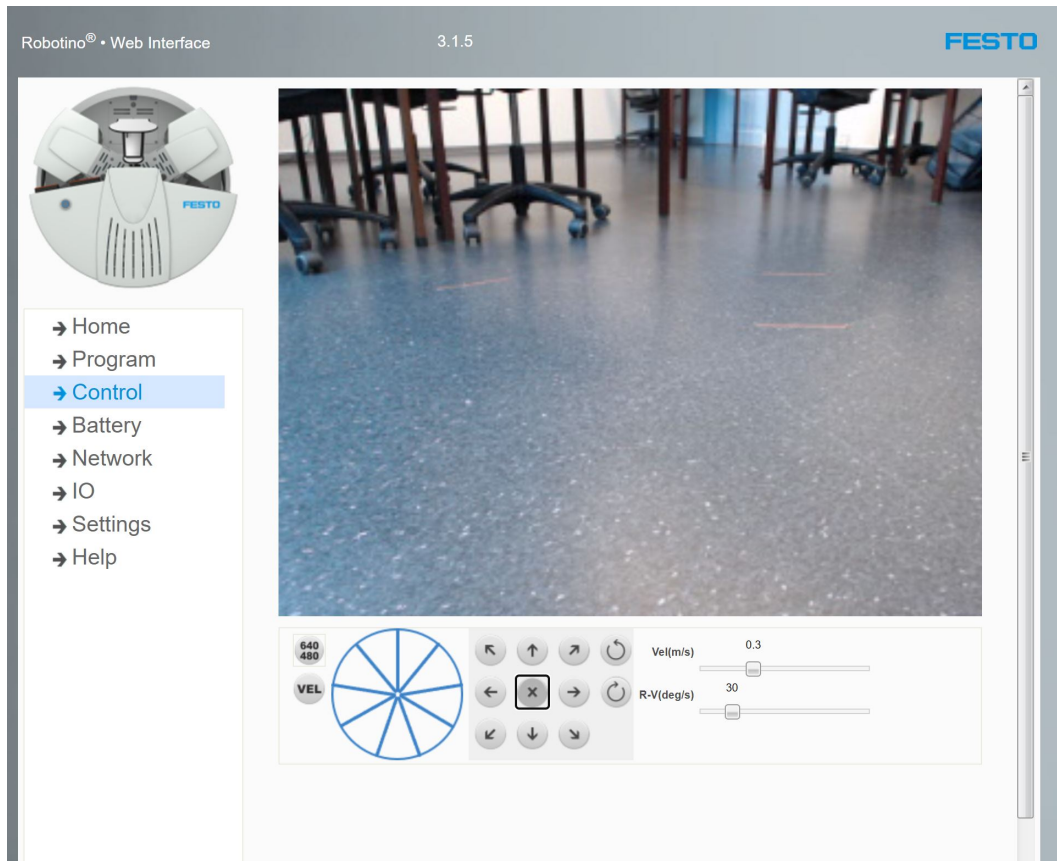 Robotino® • Web Interface
3.1.5
FESTO
FESTO
Home
Program
Control
Battery
Network
IO
Settings
Help
640
480
VEL
Vel(m/s)
0.3
R-V(deg/s)
30